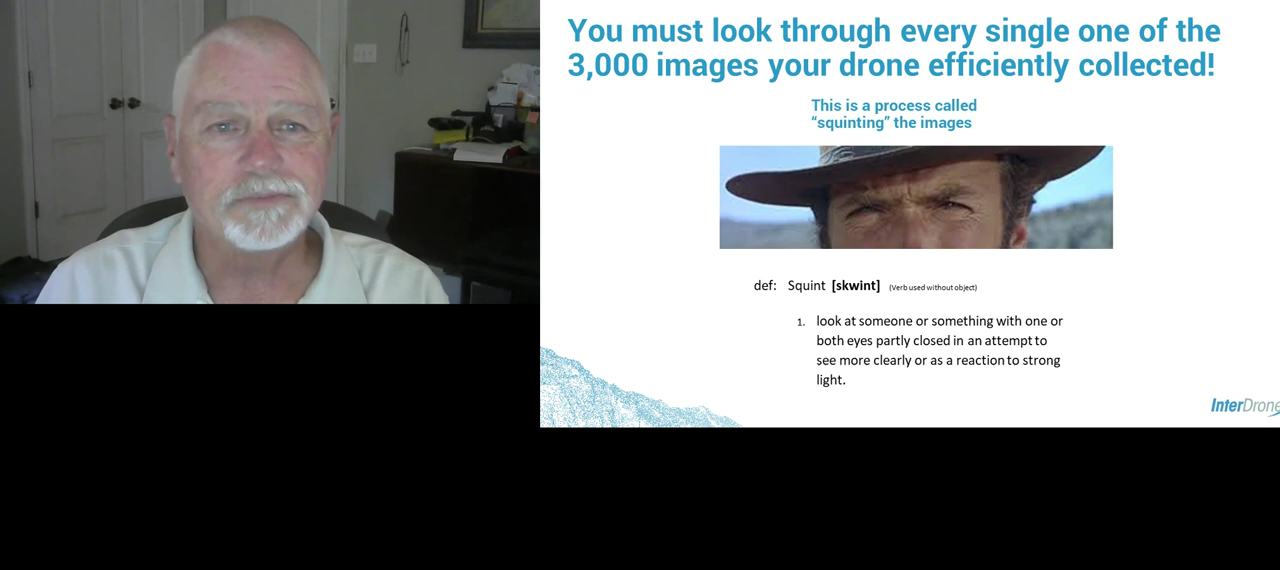 You must look through every single one of the
3,000 images your drone efficiently collected!
This is a process called
“squinting” the images
def: Squint [skwint] (Verb used without object)
1. look at someone or something with one or
both eyes partly closed in an attempt to
see more clearly or as a reaction to strong
light.
InterDrone